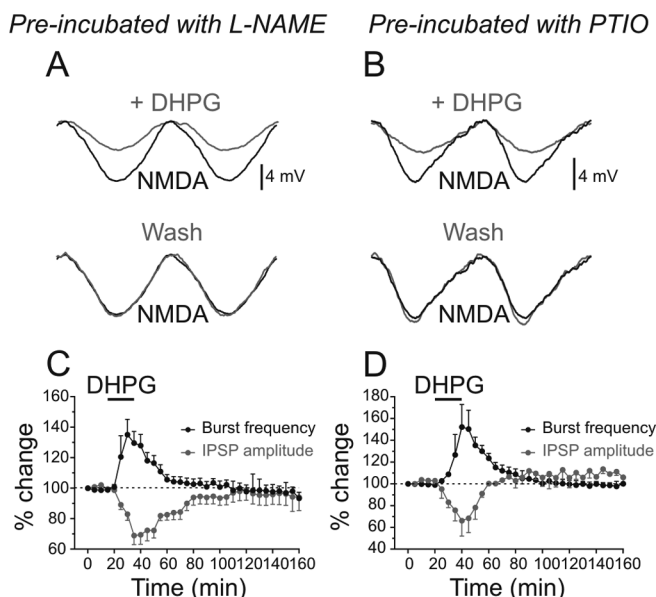 Pre-incubated with L-NAME
Pre-incubated with PTIO
A
+ DHPG
NMDA
4 mV
Wash
NMDA
B
+ DHPG
NMDA
4 mV
Wash
NMDA
C
DHPG
Burst frequency
IPSP amplitude
% change
160
140
120
100
80
60
0 20 40 60 80 100 120 140 160
Time (min)
D
DHPG
Burst frequency
IPSP amplitude
% change
180
160
140
120
100
80
60
40
0 20 40 60 80 100 120 140 160
Time (min)